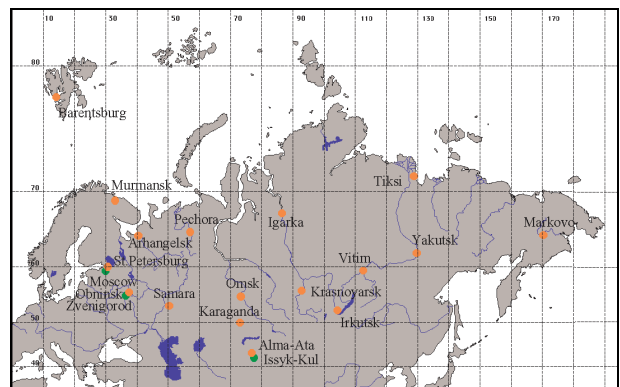 10 30 50 70 90 110 130 150 170
80
Barentsburg
Tiksi
70
Murmansk
Pechora
Igarka
Markovo
Arhangelsk
Yakutsk
60
St.Petersburg
Vitim
Moscow
Obninsk
Samara
Omsk
Krasnoyarsk
Zvenigorod
Karaganda
50
Irkutsk
Alma-Ata
Issyk-Kul
40